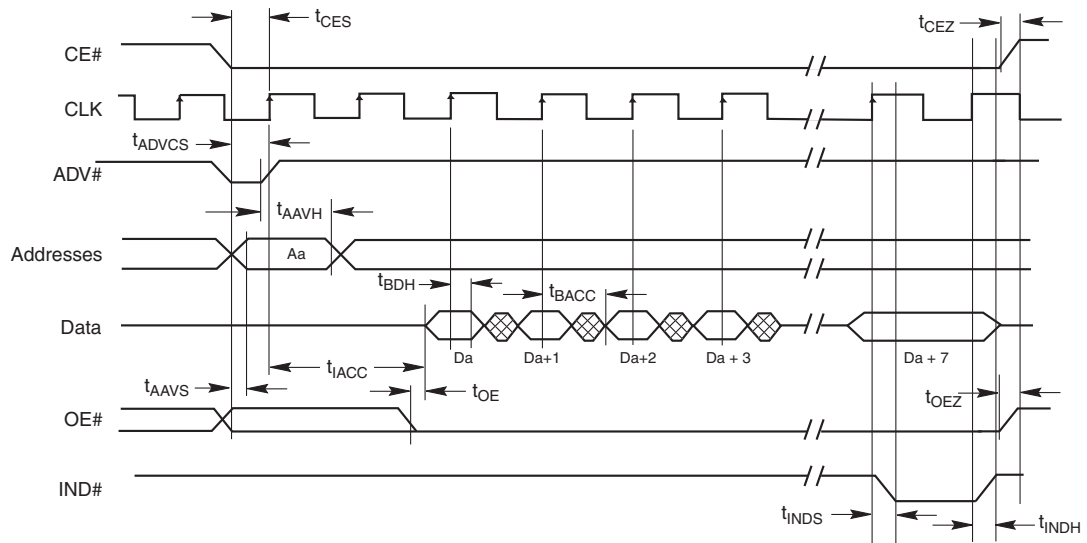 tCES
tCEZ
CE#
CLK
tADVCS
ADV#
tAAVH
Addresses
Aa
tBDH
tBACC
Data
Da
Da+1
Da+2
Da + 3
Da + 7
tIACC
tAAVS
tOE
tOEZ
OE#
IND#
tINDS
tINDH